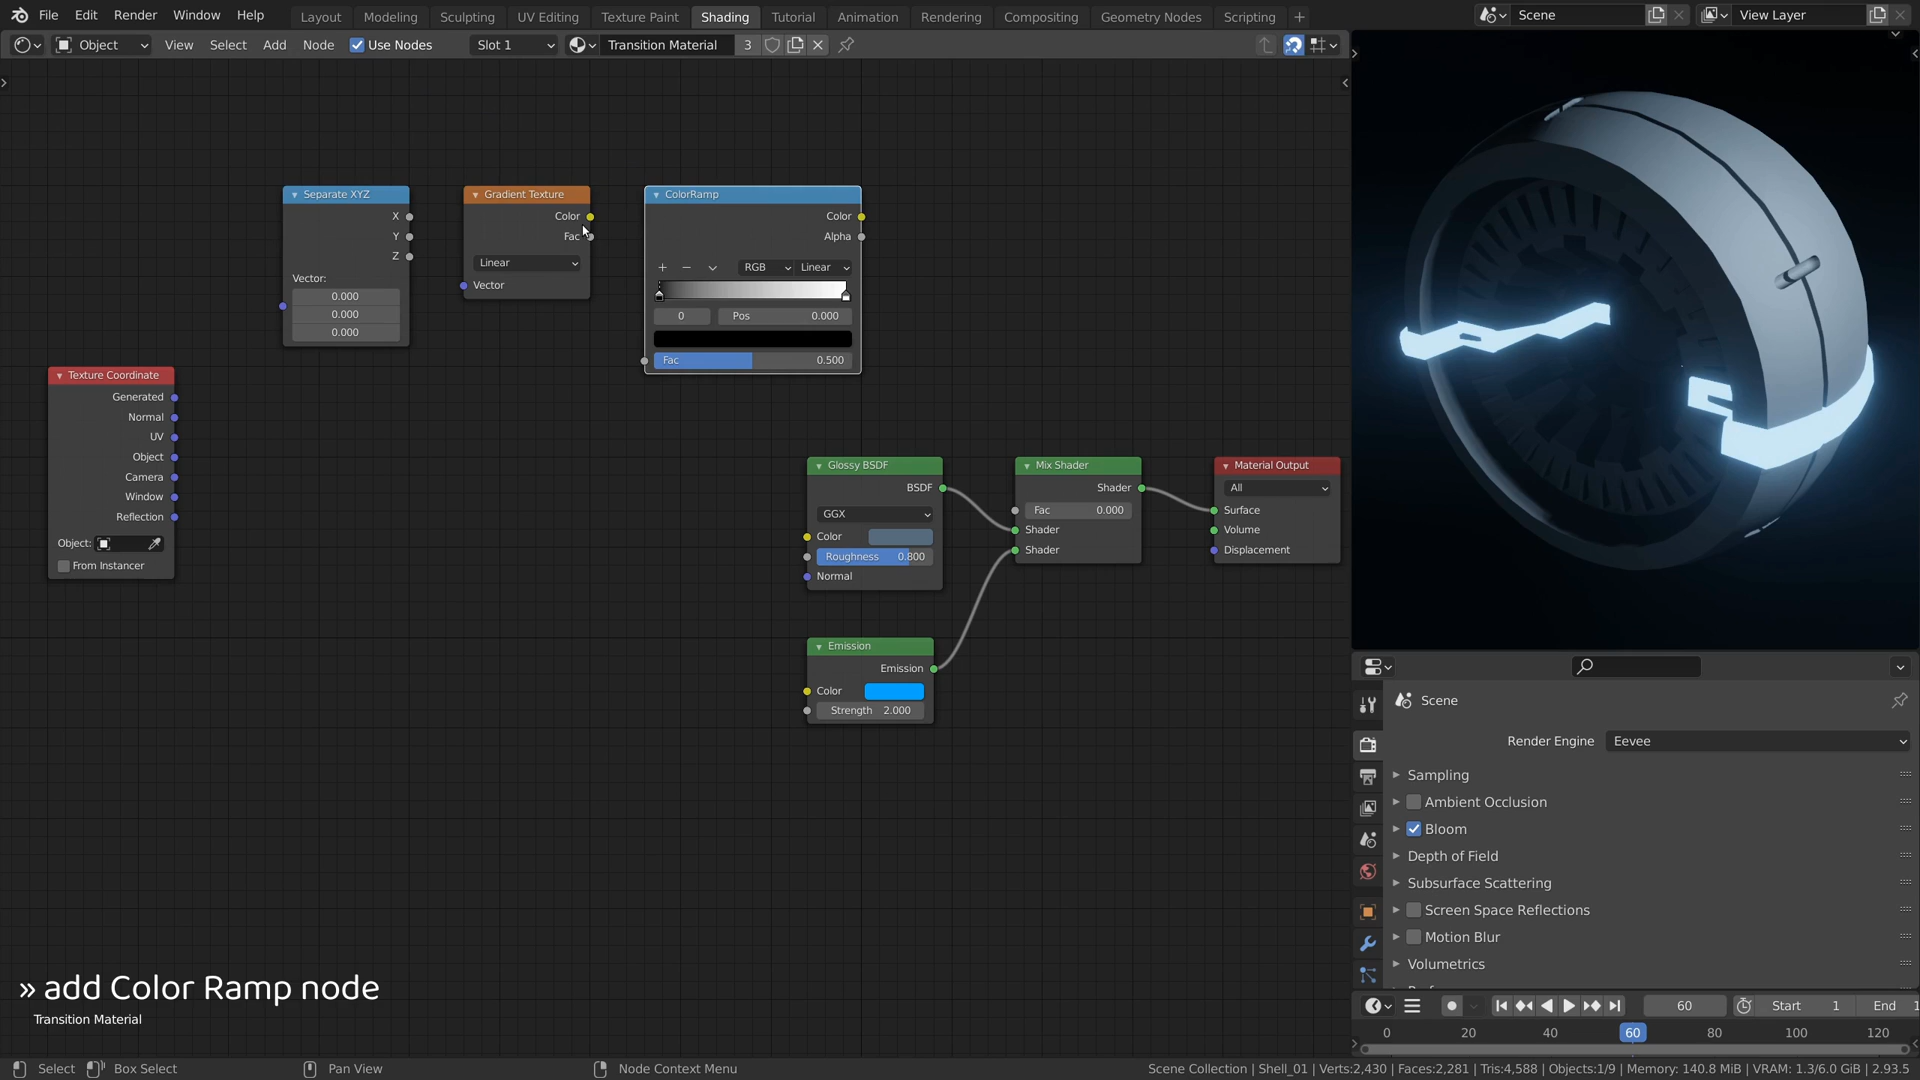 File Edit Render Window Help Layout Modeling Sculpting UV Editing Texture Paint Shading Tutorial Animation Rendering Compositing Geometry Nodes Scripting + Scene View Layer
Object View Select Add Node Use Nodes Slot 1 Transition Material 3
Separate XYZ
X
Y
Z
Vector:
0.000
0.000
0.000
Gradient Texture
Color
Fac
Linear
Vector
ColorRamp
Color
Alpha
+ − RGB Linear
0 Pos 0.000
Fac 0.500
Texture Coordinate
Generated
Normal
UV
Object
Camera
Window
Reflection
Object:
From Instancer
Glossy BSDF
BSDF
GGX
Color
Roughness 0.800
Normal
Mix Shader
Shader
Fac 0.000
Shader
Shader
Material Output
All
Surface
Volume
Displacement
Emission
Emission
Color
Strength 2.000
Scene
Render Engine Eevee
Sampling
Ambient Occlusion
Bloom
Depth of Field
Subsurface Scattering
Screen Space Reflections
Motion Blur
Volumetrics
60 Start 1 End 1
0 20 40 60 80 100 120
» add Color Ramp node
Transition Material
Select Box Select Pan View Node Context Menu Scene Collection | Shell_01 | Verts:2,430 | Faces:2,281 | Tris:4,588 | Objects:1/9 | Memory: 140.8 MiB | VRAM: 1.3/6.0 GiB | 2.93.5